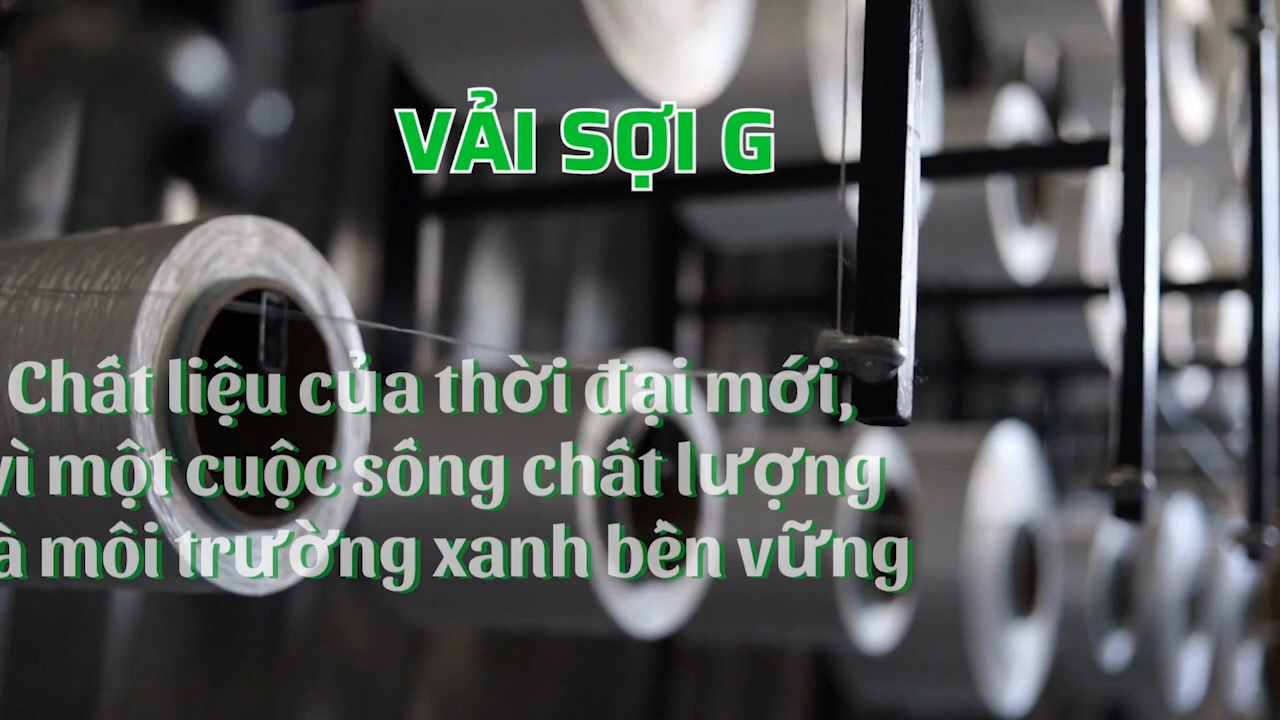 VẢI SỢI G
Chất liệu của thời đại mới,
vì một cuộc sống chất lượng
à môi trường xanh bền vững